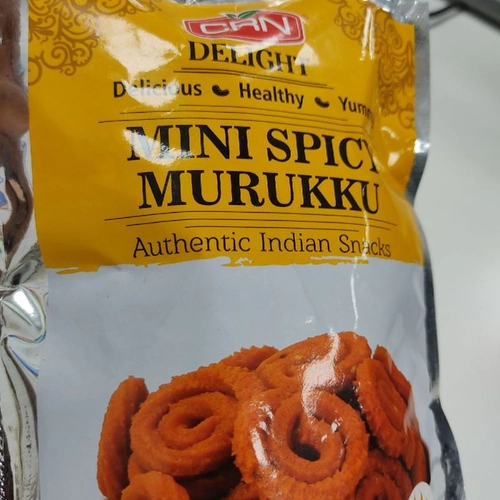 GRN
DELIGHT
Delicious Healthy
MINI SPICY
MURUKKU
Authentic Indian Snacks